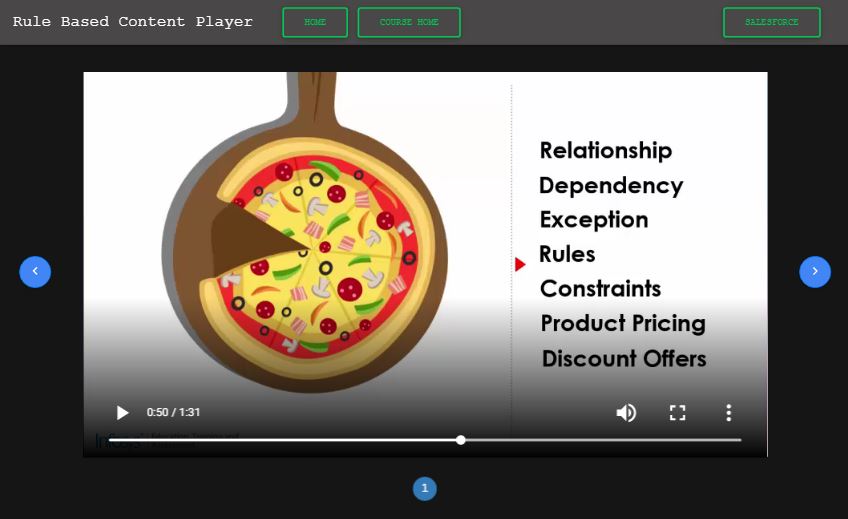 Rule Based Content Player
HOME
COURSE HOME
SALESFORCE
Relationship
Dependency
Exception
Rules
Constraints
Product Pricing
Discount Offers
0:50 / 1:31
1